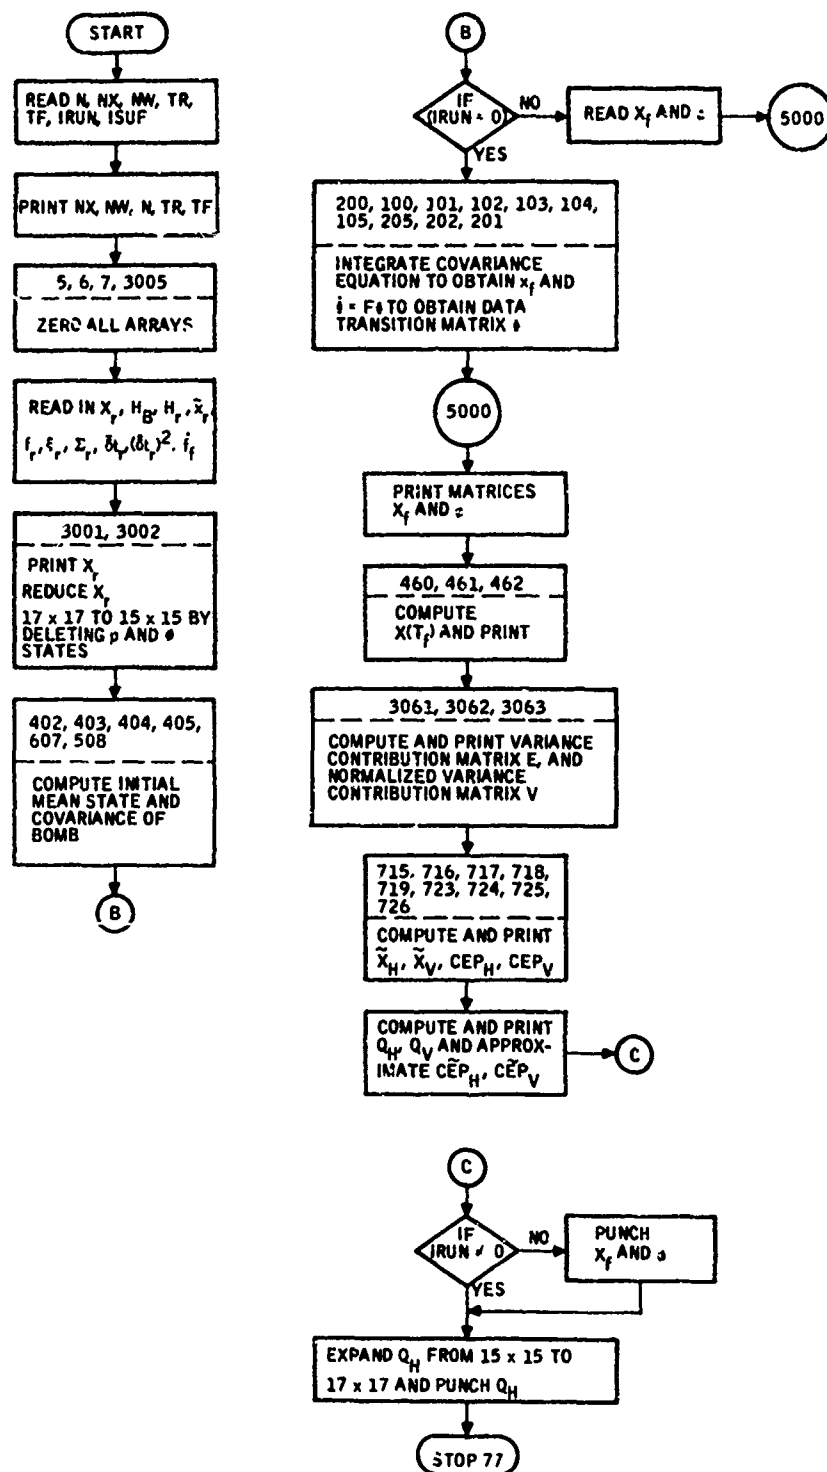 START
READ N, NX, NW, TR,
TF, IRUN, ISUF
PRINT NX, NW, N, TR, TF
5, 6, 7, 3005
ZERO ALL ARRAYS
READ IN X_r, H_B, H_r, x̃_r,
f_r, ξ_r, Σ_r, δ̄t_r, (δt_r)², ḟ_f
3001, 3002
PRINT X_r
REDUCE X_r
17 x 17 TO 15 x 15 BY
DELETING p AND φ
STATES
402, 403, 404, 405,
607, 508
COMPUTE INITIAL
MEAN STATE AND
COVARIANCE OF
BOMB
B
B
IF
(IRUN = 0)
NO
READ X_f AND
5000
YES
200, 100, 101, 102, 103, 104,
105, 205, 202, 201
INTEGRATE COVARIANCE
EQUATION TO OBTAIN x_f AND
φ̇ = Fφ TO OBTAIN DATA
TRANSITION MATRIX φ
5000
PRINT MATRICES
X_f AND
460, 461, 462
COMPUTE
X(T_f) AND PRINT
3061, 3062, 3063
COMPUTE AND PRINT VARIANCE
CONTRIBUTION MATRIX E, AND
NORMALIZED VARIANCE
CONTRIBUTION MATRIX V
715, 716, 717, 718,
719, 723, 724, 725,
726
COMPUTE AND PRINT
X̃_H, X̃_V, CEP_H, CEP_V
COMPUTE AND PRINT
Q_H, Q_V AND APPROX-
IMATE CẼP_H, CẼP_V
C
C
IF
IRUN ≠ 0
NO
PUNCH
X_f AND
YES
EXPAND Q_H FROM 15 x 15 TO
17 x 17 AND PUNCH Q_H
STOP 77